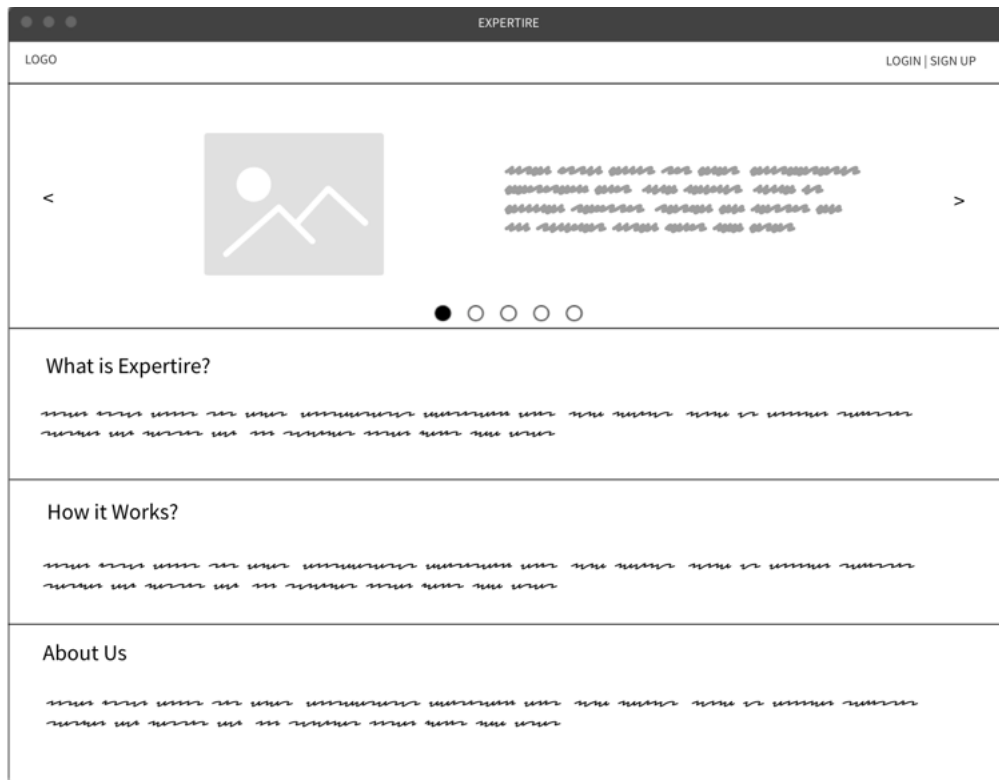 EXPERTIRE
LOGO
LOGIN | SIGN UP
<
>
What is Expertire?
How it Works?
About Us